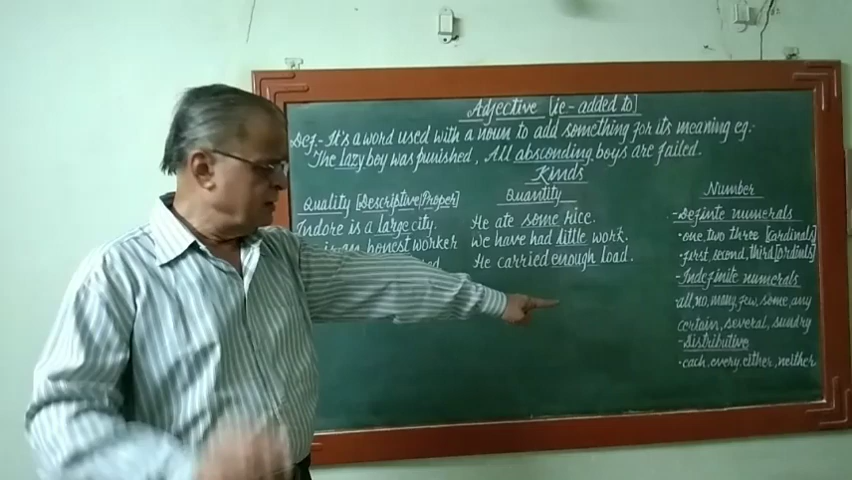 Adjective [ie - added to]
Def.- It's a word used with a noun to add something for its meaning eg:-
The lazy boy was punished, All absconding boys are failed.
Kinds
Quality [Descriptive/Proper]
Indore is a large city.
is an honest worker
Quantity
He ate some rice.
We have had little work.
He carried enough load.
Number
-Definte numerals
•one, two three [cardinals]
•first, second, third [ordints]
-Indefinite numerals
all, no, many, few, some, any
certain, several, sundry
-Distributive
•each, every, either, neither